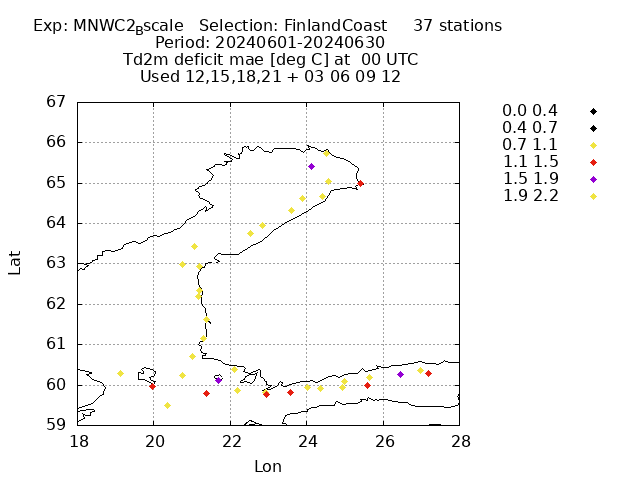 Exp: MNWC2Bscale Selection: FinlandCoast 37 stations
Period: 20240601-20240630
Td2m deficit mae [deg C] at 00 UTC
Used 12,15,18,21 + 03 06 09 12
67
66
65
64
63
62
61
60
59
Lat
18 20 22 24 26 28
Lon
0.0 0.4
0.4 0.7
0.7 1.1
1.1 1.5
1.5 1.9
1.9 2.2